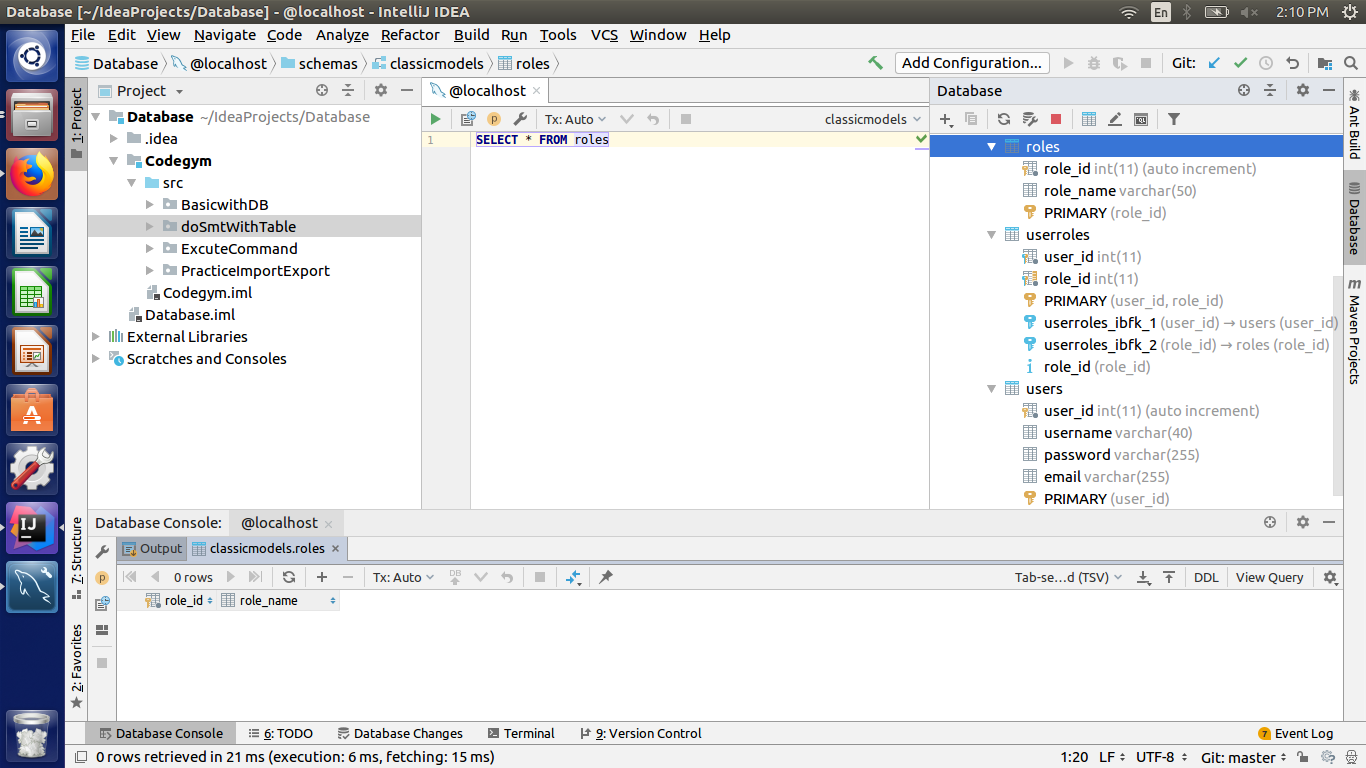 Database [~/IdeaProjects/Database] - @localhost - IntelliJ IDEA
En
2:10 PM
File Edit View Navigate Code Analyze Refactor Build Run Tools VCS Window Help
Database @localhost schemas classicmodels roles
Add Configuration...
Git:
1: Project
7: Structure
2: Favorites
Project
Database ~/IdeaProjects/Database
.idea
Codegym
src
BasicwithDB
doSmtWithTable
ExcuteCommand
PracticeImportExport
Codegym.iml
Database.iml
External Libraries
Scratches and Consoles
@localhost
Tx: Auto
classicmodels
1 SELECT * FROM roles
Database
roles
role_id int(11) (auto increment)
role_name varchar(50)
PRIMARY (role_id)
userroles
user_id int(11)
role_id int(11)
PRIMARY (user_id, role_id)
userroles_ibfk_1 (user_id) → users (user_id)
userroles_ibfk_2 (role_id) → roles (role_id)
role_id (role_id)
users
user_id int(11) (auto increment)
username varchar(40)
password varchar(255)
email varchar(255)
PRIMARY (user_id)
Ant Build
Database
Maven Projects
Database Console: @localhost
Output classicmodels.roles
0 rows
Tx: Auto
DB
Tab-se...d (TSV)
DDL
View Query
role_id role_name
Database Console 6: TODO Database Changes Terminal 9: Version Control
7 Event Log
0 rows retrieved in 21 ms (execution: 6 ms, fetching: 15 ms)
1:20 LF UTF-8 Git: master